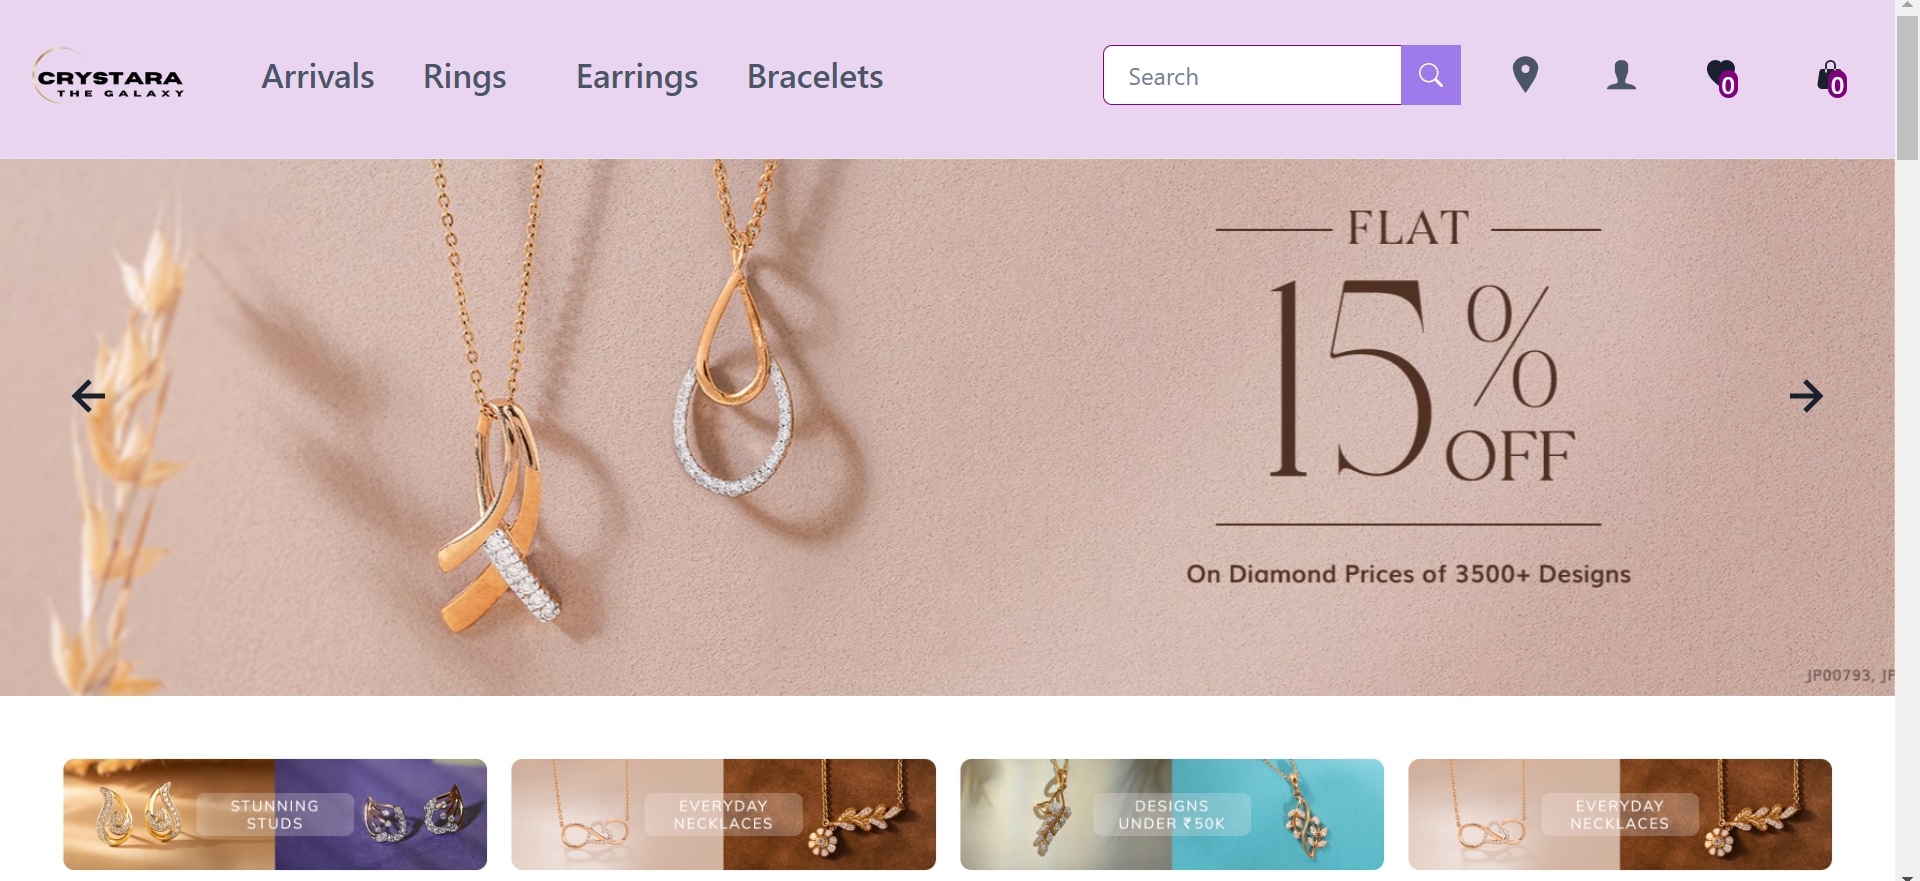 CRYSTARA
THE GALAXY
Arrivals
Rings
Earrings
Bracelets
Search
0
0
FLAT
15% OFF
On Diamond Prices of 3500+ Designs
JP00793, JP
STUNNING
STUDS
EVERYDAY
NECKLACES
DESIGNS
UNDER ₹50K
EVERYDAY
NECKLACES